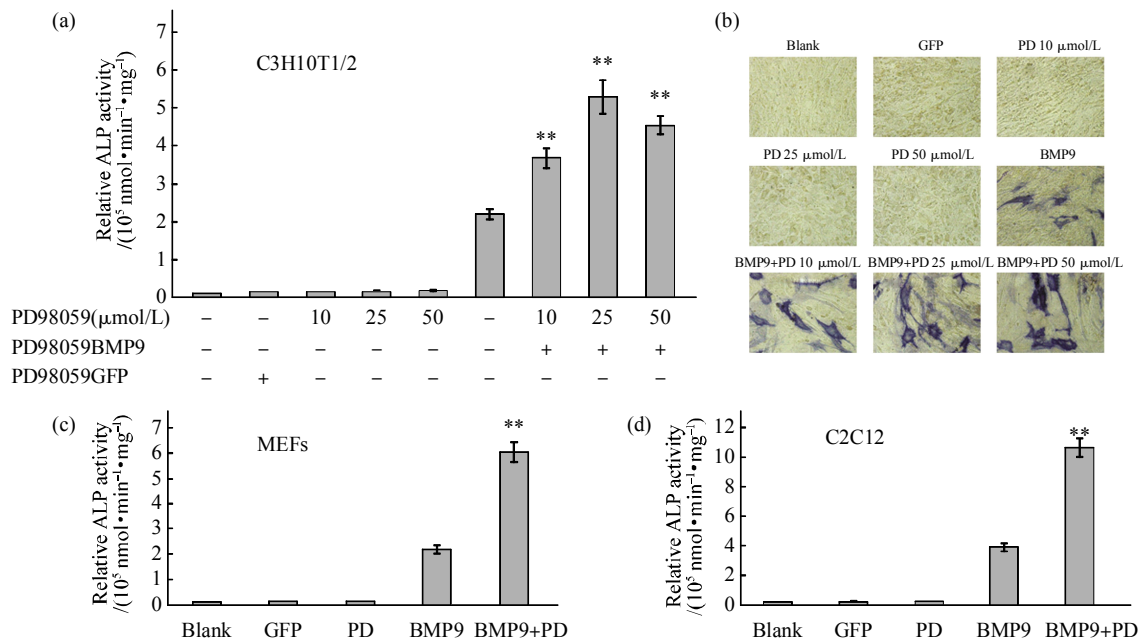 (a)
Relative ALP activity
/(10⁵ nmol•min⁻¹•mg⁻¹)
7
6
5
4
3
2
1
0
C3H10T1/2
**
**
**
PD98059(μmol/L) – – 10 25 50 – 10 25 50
PD98059BMP9 – – – – – – + + +
PD98059GFP – + – – – – – – –
(b)
Blank GFP PD 10 μmol/L
PD 25 μmol/L PD 50 μmol/L BMP9
BMP9+PD 10 μmol/L BMP9+PD 25 μmol/L BMP9+PD 50 μmol/L
(c)
Relative ALP activity
/(10⁵ nmol•min⁻¹•mg⁻¹)
7
6
5
4
3
2
1
0
MEFs
**
Blank GFP PD BMP9 BMP9+PD
(d)
Relative ALP activity
/(10⁵ nmol•min⁻¹•mg⁻¹)
12
10
8
6
4
2
0
C2C12
**
Blank GFP PD BMP9 BMP9+PD